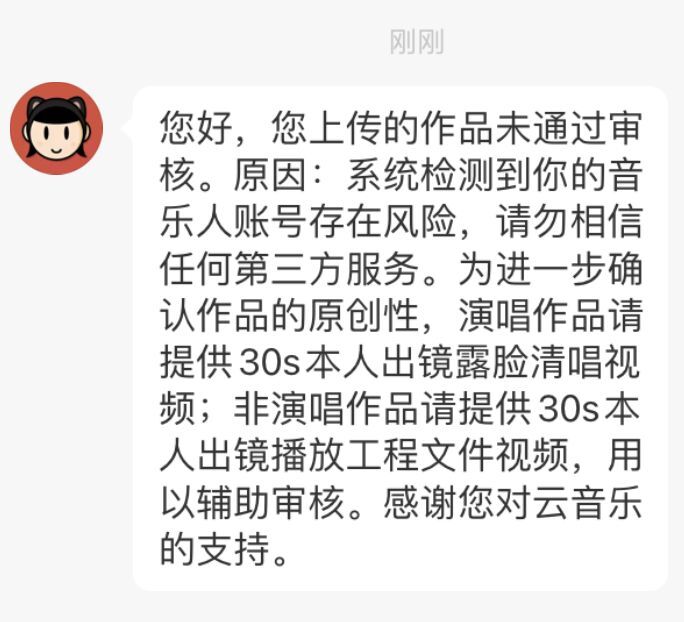 刚刚
您好，您上传的作品未通过审
核。原因：系统检测到你的音
乐人账号存在风险，请勿相信
任何第三方服务。为进一步确
认作品的原创性，演唱作品请
提供30s本人出镜露脸清唱视
频；非演唱作品请提供30s本
人出镜播放工程文件视频，用
以辅助审核。感谢您对云音乐
的支持。